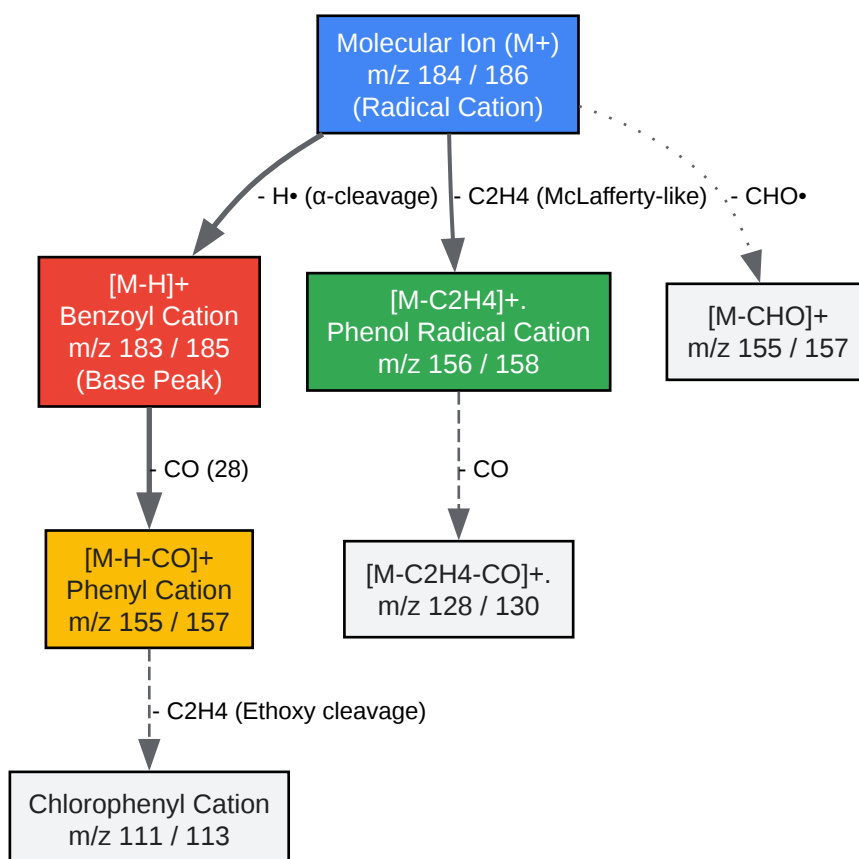 Molecular Ion (M+)
m/z 184 / 186
(Radical Cation)
- H• (α-cleavage)
- C2H4 (McLafferty-like)
- CHO•
[M-H]+
Benzoyl Cation
m/z 183 / 185
(Base Peak)
[M-C2H4]+.
Phenol Radical Cation
m/z 156 / 158
[M-CHO]+
m/z 155 / 157
- CO (28)
- CO
[M-H-CO]+
Phenyl Cation
m/z 155 / 157
[M-C2H4-CO]+.
m/z 128 / 130
- C2H4 (Ethoxy cleavage)
Chlorophenyl Cation
m/z 111 / 113